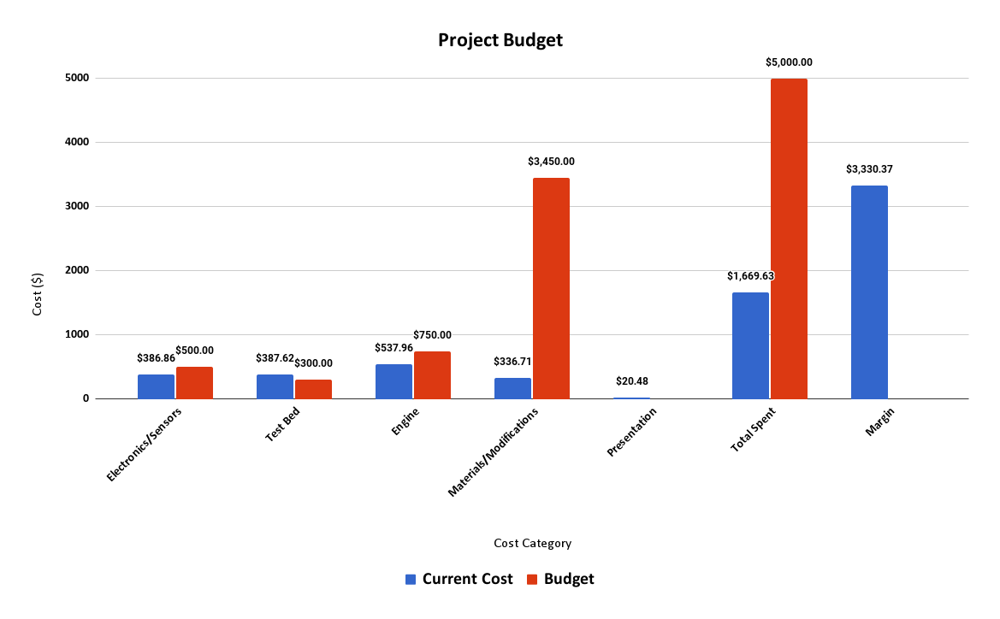 Project Budget
$5,000.00
5000
4000
$3,450.00
$3,330.37
3000
2000
$1,669.63
Cost ($)
1000
$386.86
$500.00
$387.62
$300.00
$537.96
$750.00
$336.71
$20.48
0
Electronics/Sensors
Test Bed
Engine
Materials/Modifications
Presentation
Total Spent
Margin
Cost Category
Current Cost
Budget